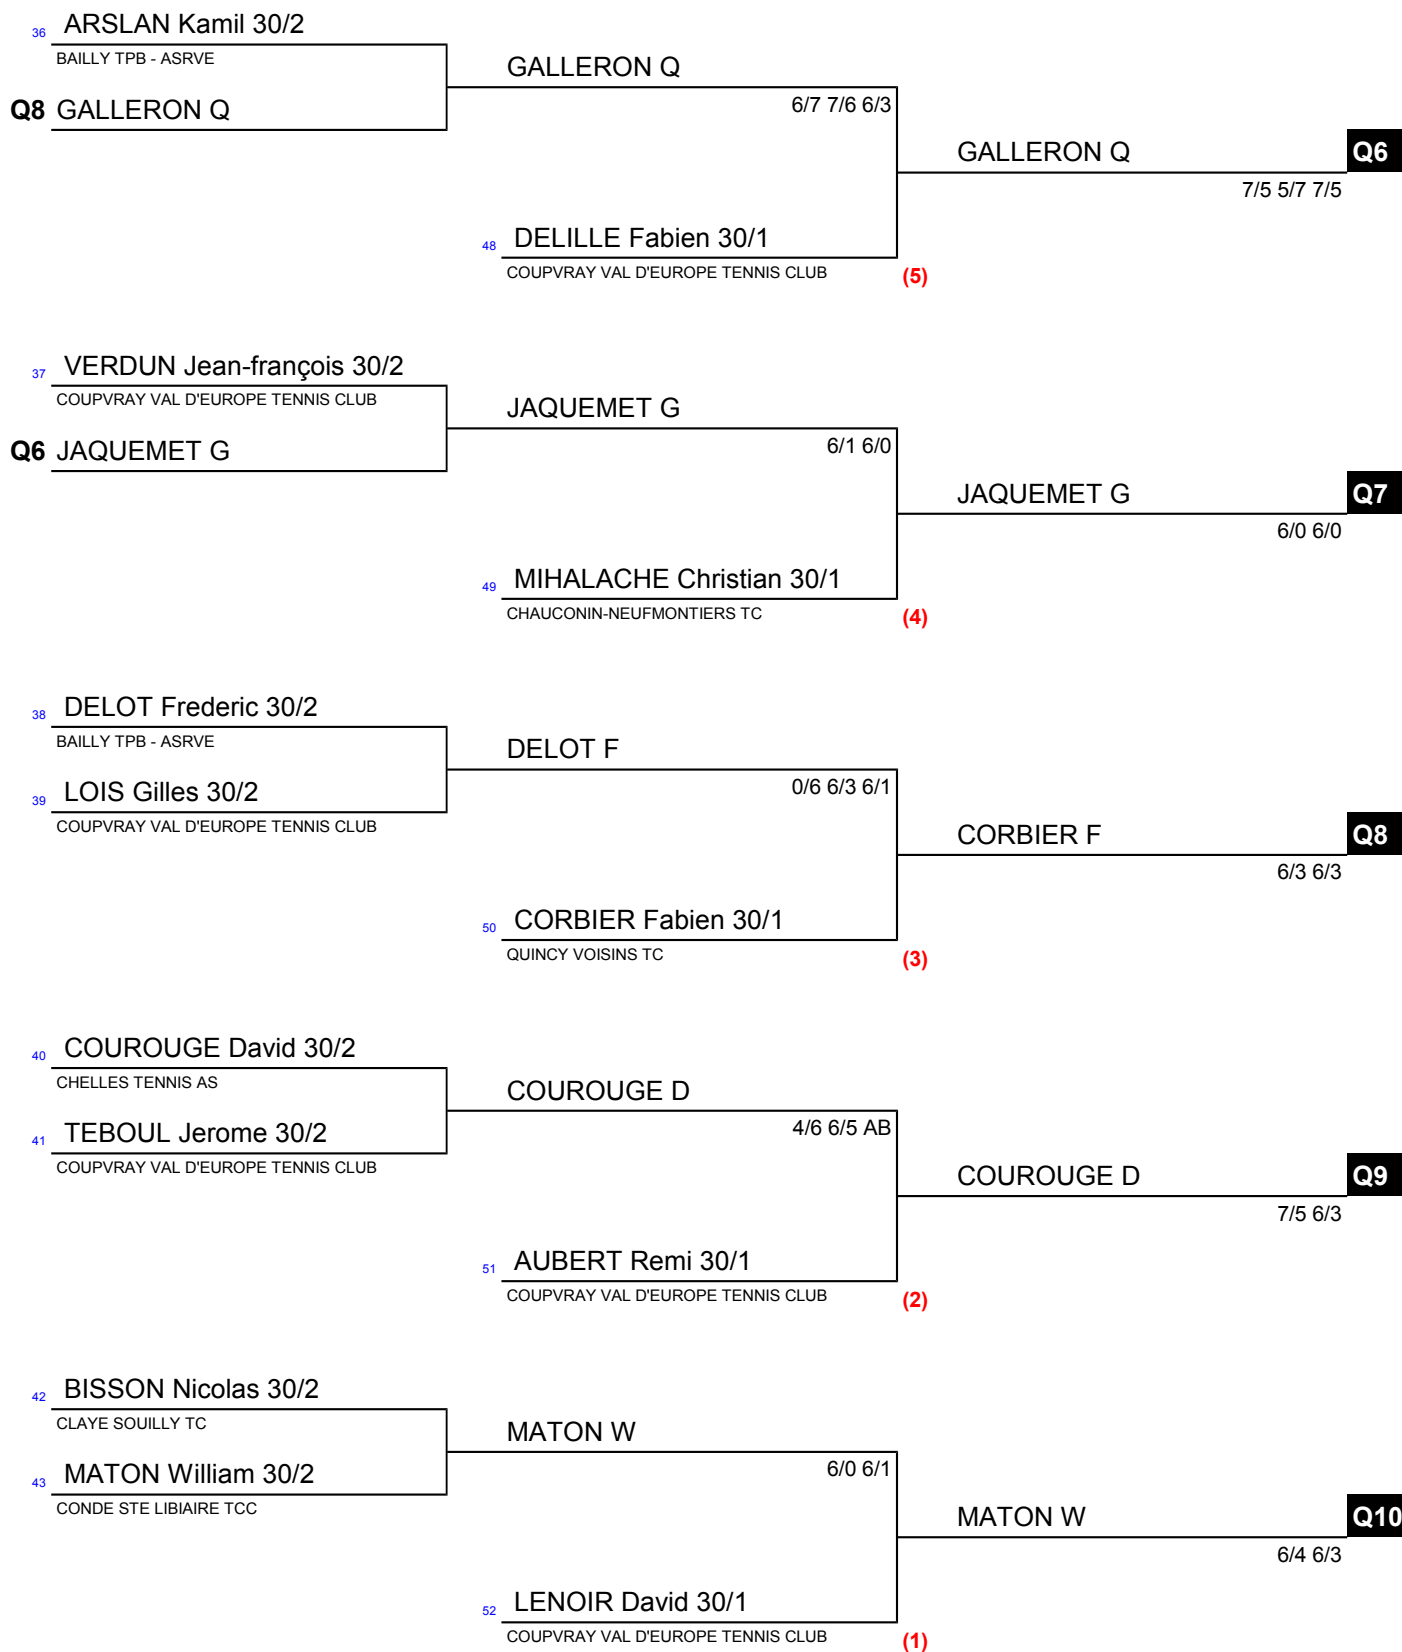 36 ARSLAN Kamil 30/2
BAILLY TPB - ASRVE
GALLERON Q
Q8 GALLERON Q
6/7 7/6 6/3
GALLERON Q
Q6
7/5 5/7 7/5
48 DELILLE Fabien 30/1
COUPVRAY VAL D'EUROPE TENNIS CLUB
(5)
37 VERDUN Jean-françois 30/2
COUPVRAY VAL D'EUROPE TENNIS CLUB
JAQUEMET G
Q6 JAQUEMET G
6/1 6/0
JAQUEMET G
Q7
6/0 6/0
49 MIHALACHE Christian 30/1
CHAUCONIN-NEUFMONTIERS TC
(4)
38 DELOT Frederic 30/2
BAILLY TPB - ASRVE
DELOT F
39 LOIS Gilles 30/2
0/6 6/3 6/1
COUPVRAY VAL D'EUROPE TENNIS CLUB
CORBIER F
Q8
6/3 6/3
50 CORBIER Fabien 30/1
QUINCY VOISINS TC
(3)
40 COUROUGE David 30/2
CHELLES TENNIS AS
COUROUGE D
41 TEBOUL Jerome 30/2
4/6 6/5 AB
COUPVRAY VAL D'EUROPE TENNIS CLUB
COUROUGE D
Q9
7/5 6/3
51 AUBERT Remi 30/1
COUPVRAY VAL D'EUROPE TENNIS CLUB
(2)
42 BISSON Nicolas 30/2
CLAYE SOUILLY TC
MATON W
43 MATON William 30/2
6/0 6/1
CONDE STE LIBIAIRE TCC
MATON W
Q10
6/4 6/3
52 LENOIR David 30/1
COUPVRAY VAL D'EUROPE TENNIS CLUB
(1)